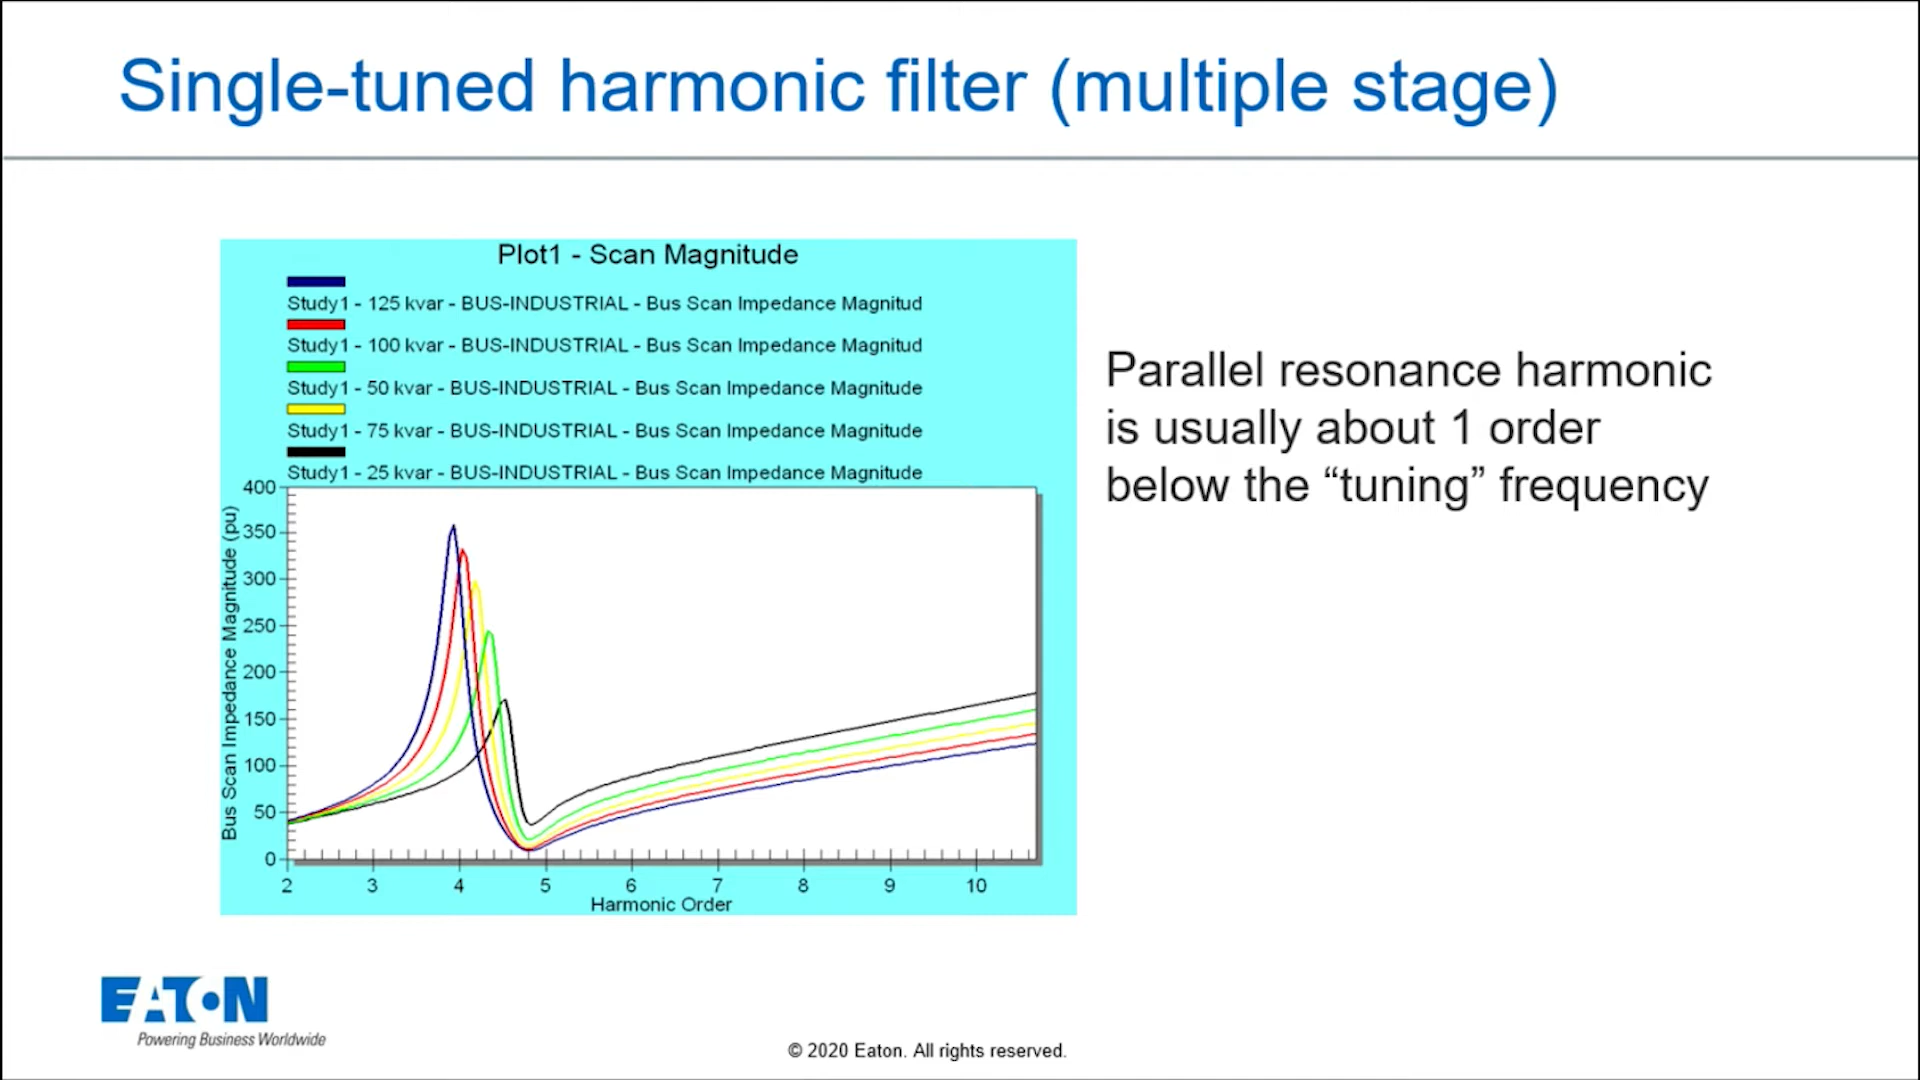 Single-tuned harmonic filter (multiple stage)
Plot1 - Scan Magnitude
Study1 - 125 kvar - BUS-INDUSTRIAL - Bus Scan Impedance Magnitud
Study1 - 100 kvar - BUS-INDUSTRIAL - Bus Scan Impedance Magnitud
Study1 - 50 kvar - BUS-INDUSTRIAL - Bus Scan Impedance Magnitude
Study1 - 75 kvar - BUS-INDUSTRIAL - Bus Scan Impedance Magnitude
Study1 - 25 kvar - BUS-INDUSTRIAL - Bus Scan Impedance Magnitude
Bus Scan Impedance Magnitude (pu)
400
350
300
250
200
150
100
50
0
2 3 4 5 6 7 8 9 10
Harmonic Order
Parallel resonance harmonic
is usually about 1 order
below the “tuning” frequency
EATON
Powering Business Worldwide
© 2020 Eaton. All rights reserved.